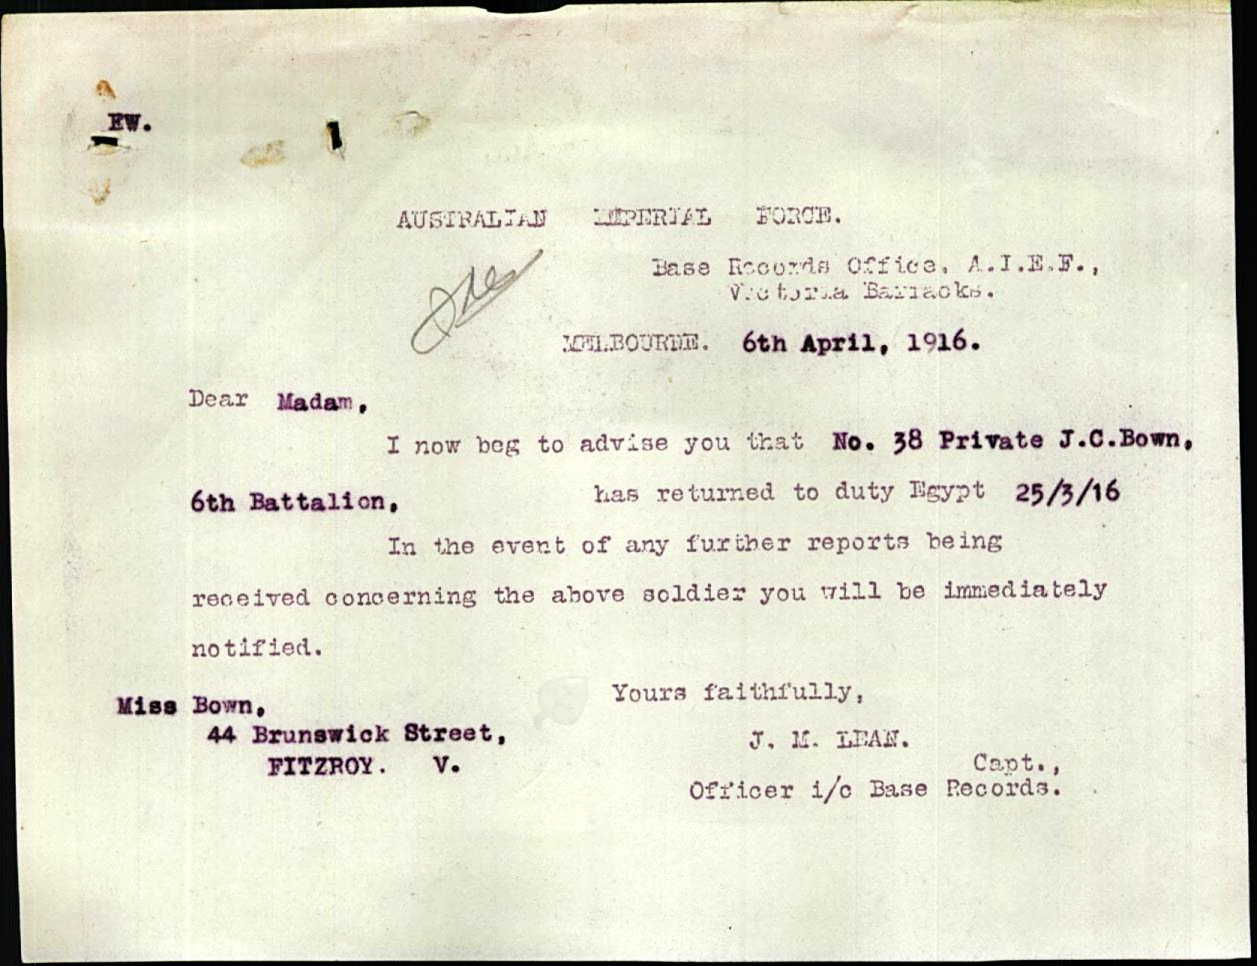 EW.
AUSTRALIAN IMPERIAL FORCE.
Base Records Office, A.I.E.F.,
Victoria Barracks.
MELBOURNE. 6th April, 1916.
Dear Madam,
I now beg to advise you that No. 38 Private J.C.Bown,
6th Battalion, has returned to duty Egypt 25/3/16
In the event of any further reports being
received concerning the above soldier you will be immediately
notified.
Yours faithfully,
Miss Bown,
44 Brunswick Street,
FITZROY. V.
J. M. LEAN.
Capt.,
Officer i/c Base Records.